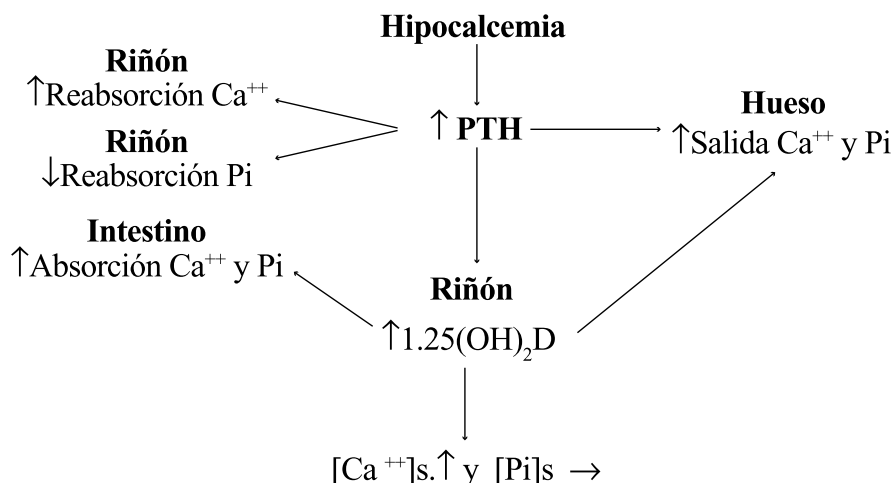 Hipocalcemia
Riñón
↑Reabsorción Ca⁺⁺
↑ PTH
Hueso
↑Salida Ca⁺⁺ y Pi
Riñón
↓Reabsorción Pi
Intestino
↑Absorción Ca⁺⁺ y Pi
Riñón
↑1.25(OH)₂D
[Ca ⁺⁺]s.↑ y [Pi]s →